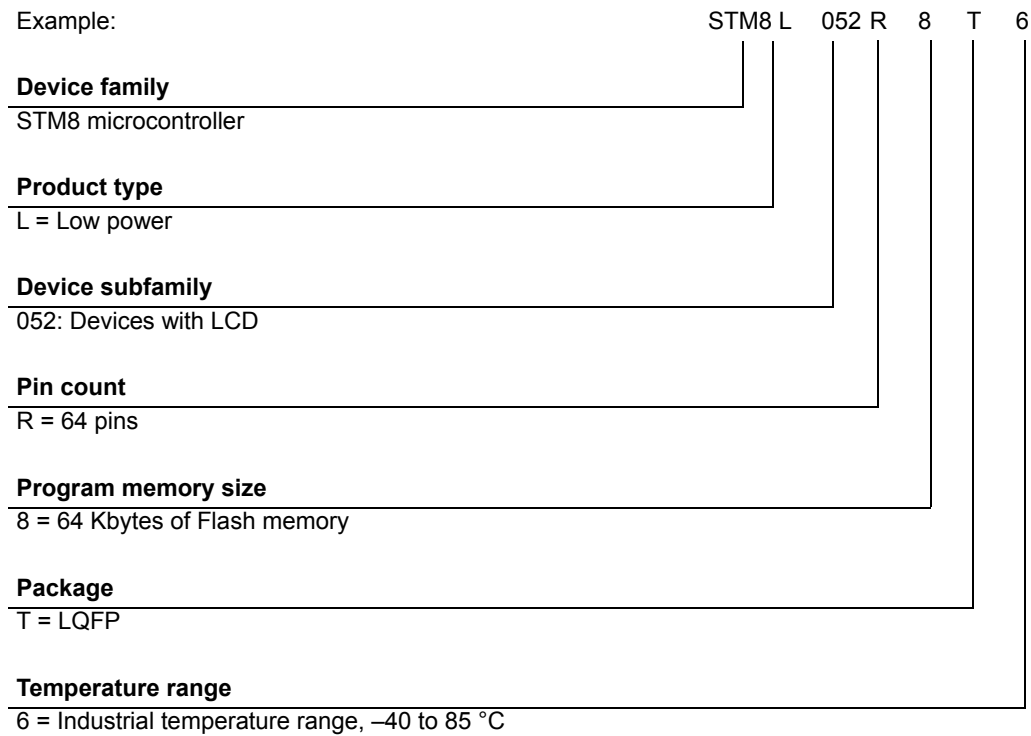 Example: STM8 L 052 R 8 T 6
Device family
STM8 microcontroller
Product type
L = Low power
Device subfamily
052: Devices with LCD
Pin count
R = 64 pins
Program memory size
8 = 64 Kbytes of Flash memory
Package
T = LQFP
Temperature range
6 = Industrial temperature range, –40 to 85 °C